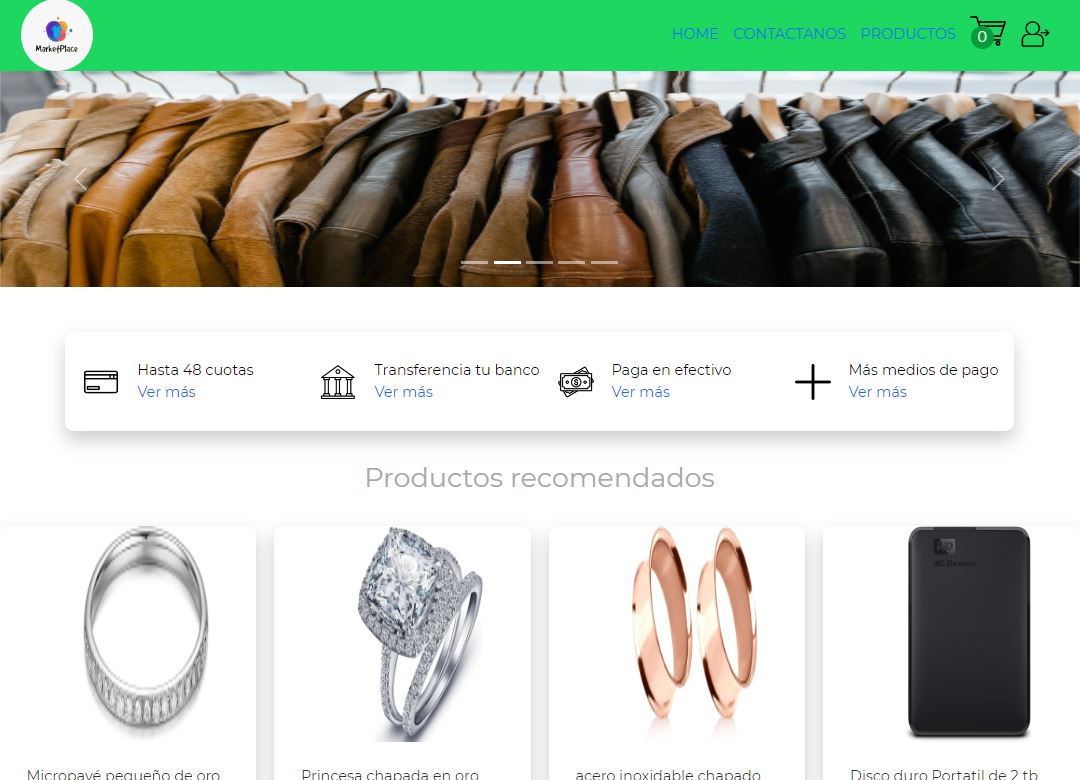 MarketPlace
HOME CONTACTANOS PRODUCTOS 0
Hasta 48 cuotas
Ver más
Transferencia tu banco
Ver más
Paga en efectivo
Ver más
Más medios de pago
Ver más
Productos recomendados
WD
WD Elements
Micropavé pequeño de oro
Princesa chapada en oro
acero inoxidable chapado
Disco duro Portatil de 2 tb